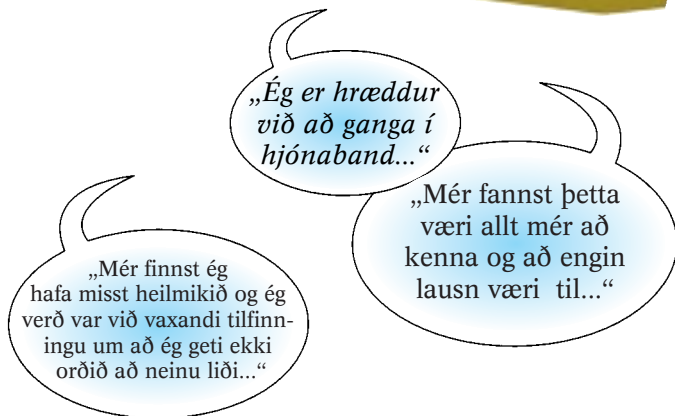 „Ég er hræddur
við að ganga í
hjónaband...“
„Mér fannst þetta
væri allt mér að
kenna og að engin
lausn væri til...“
„Mér finnst ég
hafa misst heilmikið og ég
verð var við vaxandi tilfinn-
ingu um að ég geti ekki
orðið að neinu liði...“